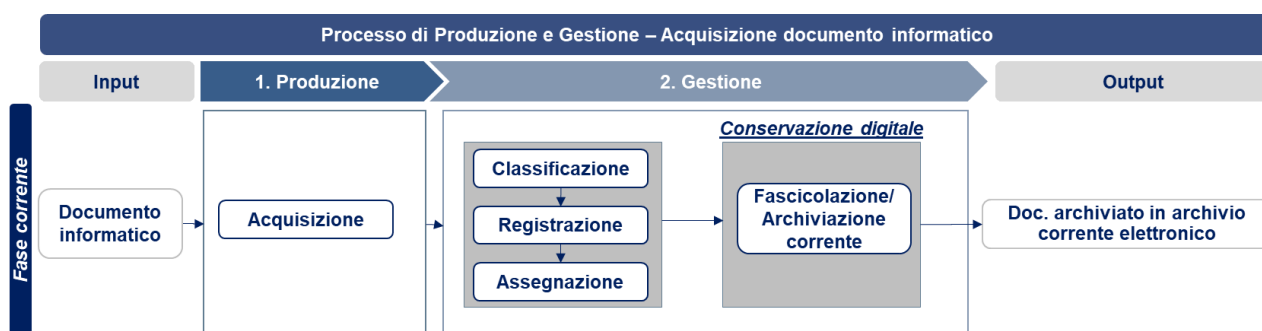 Processo di Produzione e Gestione – Acquisizione documento informatico
Input
1. Produzione
2. Gestione
Output
Fase corrente
Documento
informatico
Acquisizione
Classificazione
Registrazione
Assegnazione
Conservazione digitale
Fascicolazione/
Archiviazione
corrente
Doc. archiviato in archivio
corrente elettronico